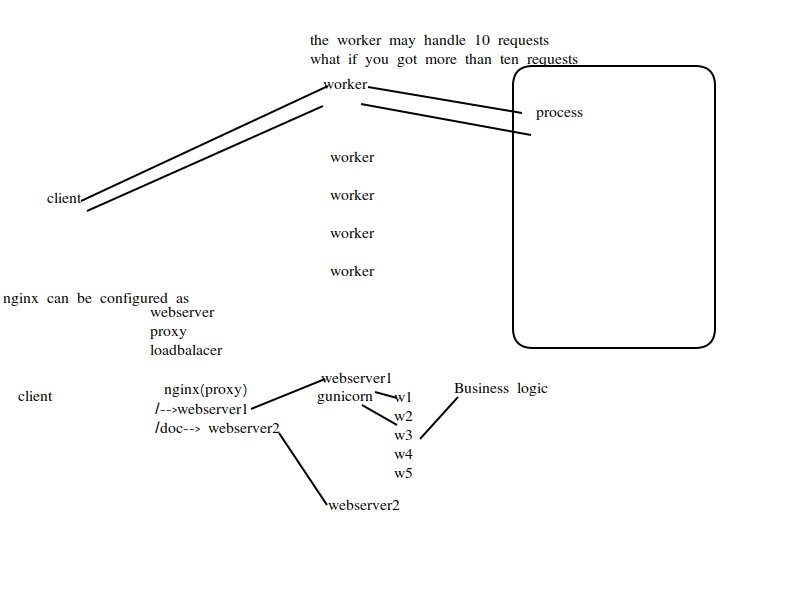 the worker may handle 10 requests
what if you got more than ten requests
worker
process
worker
worker
client
worker
worker
nginx can be configured as
webserver
proxy
loadbalacer
client
nginx(proxy)
/-->webserver1
/doc--> webserver2
webserver1
gunicorn
w1
w2
w3
w4
w5
Business logic
webserver2